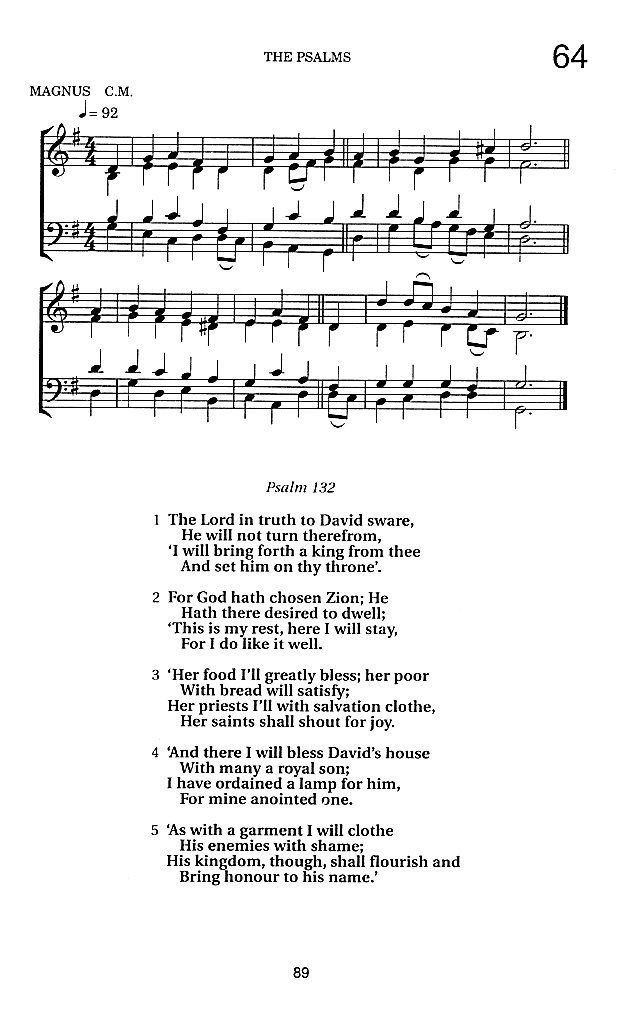 THE PSALMS
64
MAGNUS C.M.
♩= 92
Psalm 132
1 The Lord in truth to David sware,
He will not turn therefrom,
‘I will bring forth a king from thee
And set him on thy throne’.
2 For God hath chosen Zion; He
Hath there desired to dwell;
‘This is my rest, here I will stay,
For I do like it well.
3 ‘Her food I’ll greatly bless; her poor
With bread will satisfy;
Her priests I’ll with salvation clothe,
Her saints shall shout for joy.
4 ‘And there I will bless David’s house
With many a royal son;
I have ordained a lamp for him,
For mine anointed one.
5 ‘As with a garment I will clothe
His enemies with shame;
His kingdom, though, shall flourish and
Bring honour to his name.’
89